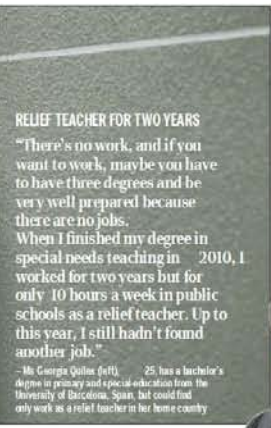 RELIEF TEACHER FOR TWO YEARS
“There’s no work, and if you
want to work, maybe you have
to have three degrees and be
very well prepared because
there are no jobs.
When I finished my degree in
special needs teaching in 2010, I
worked for two years but for
only 10 hours a week in public
schools as a relief teacher. Up to
this year, I still hadn’t found
another job.”
– Ms Georgia Quiles (left), 25, has a bachelor’s
degree in primary and special education from the
University of Barcelona, Spain, but could find
only work as a relief teacher in her home country